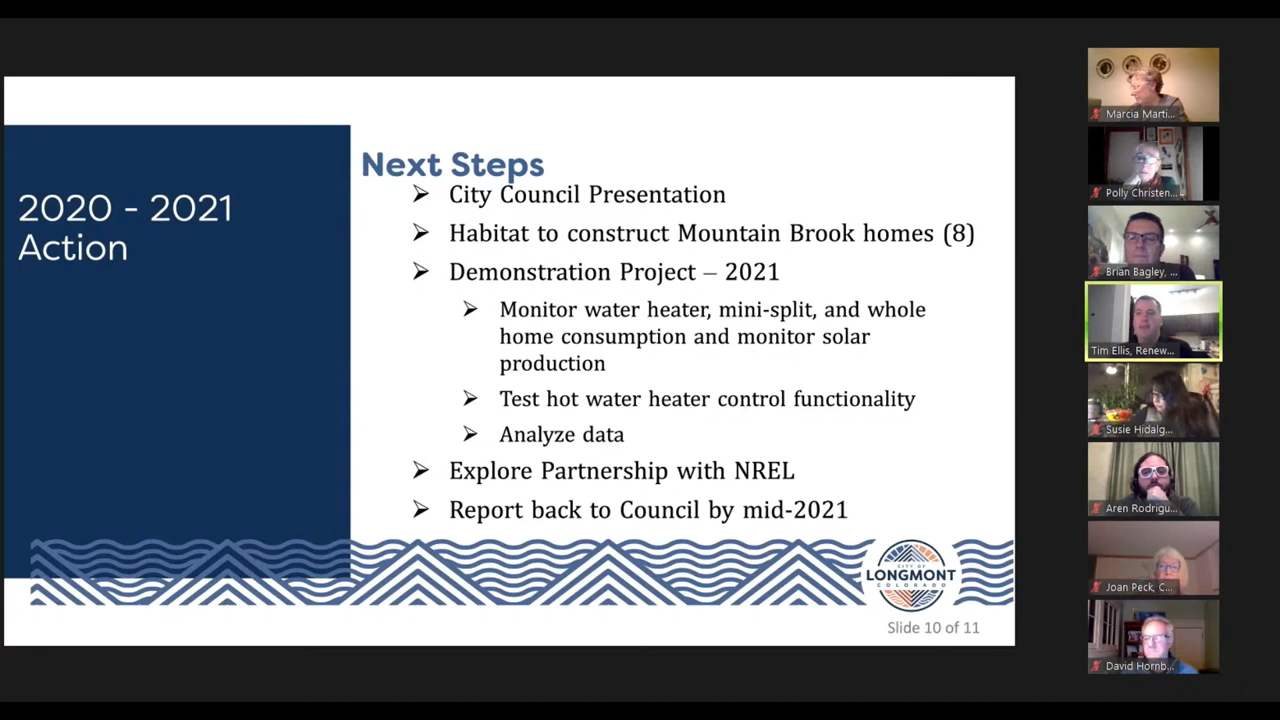 2020 - 2021
Action
Next Steps
City Council Presentation
Habitat to construct Mountain Brook homes (8)
Demonstration Project – 2021
Monitor water heater, mini-split, and whole
home consumption and monitor solar
production
Test hot water heater control functionality
Analyze data
Explore Partnership with NREL
Report back to Council by mid-2021
CITY OF
LONGMONT
COLORADO
Slide 10 of 11
Marcia Marti...
Polly Christen...
Brian Bagley, ...
Tim Ellis, Renew...
Susie Hidalg...
Aren Rodrigu...
Joan Peck, C...
David Hornb...